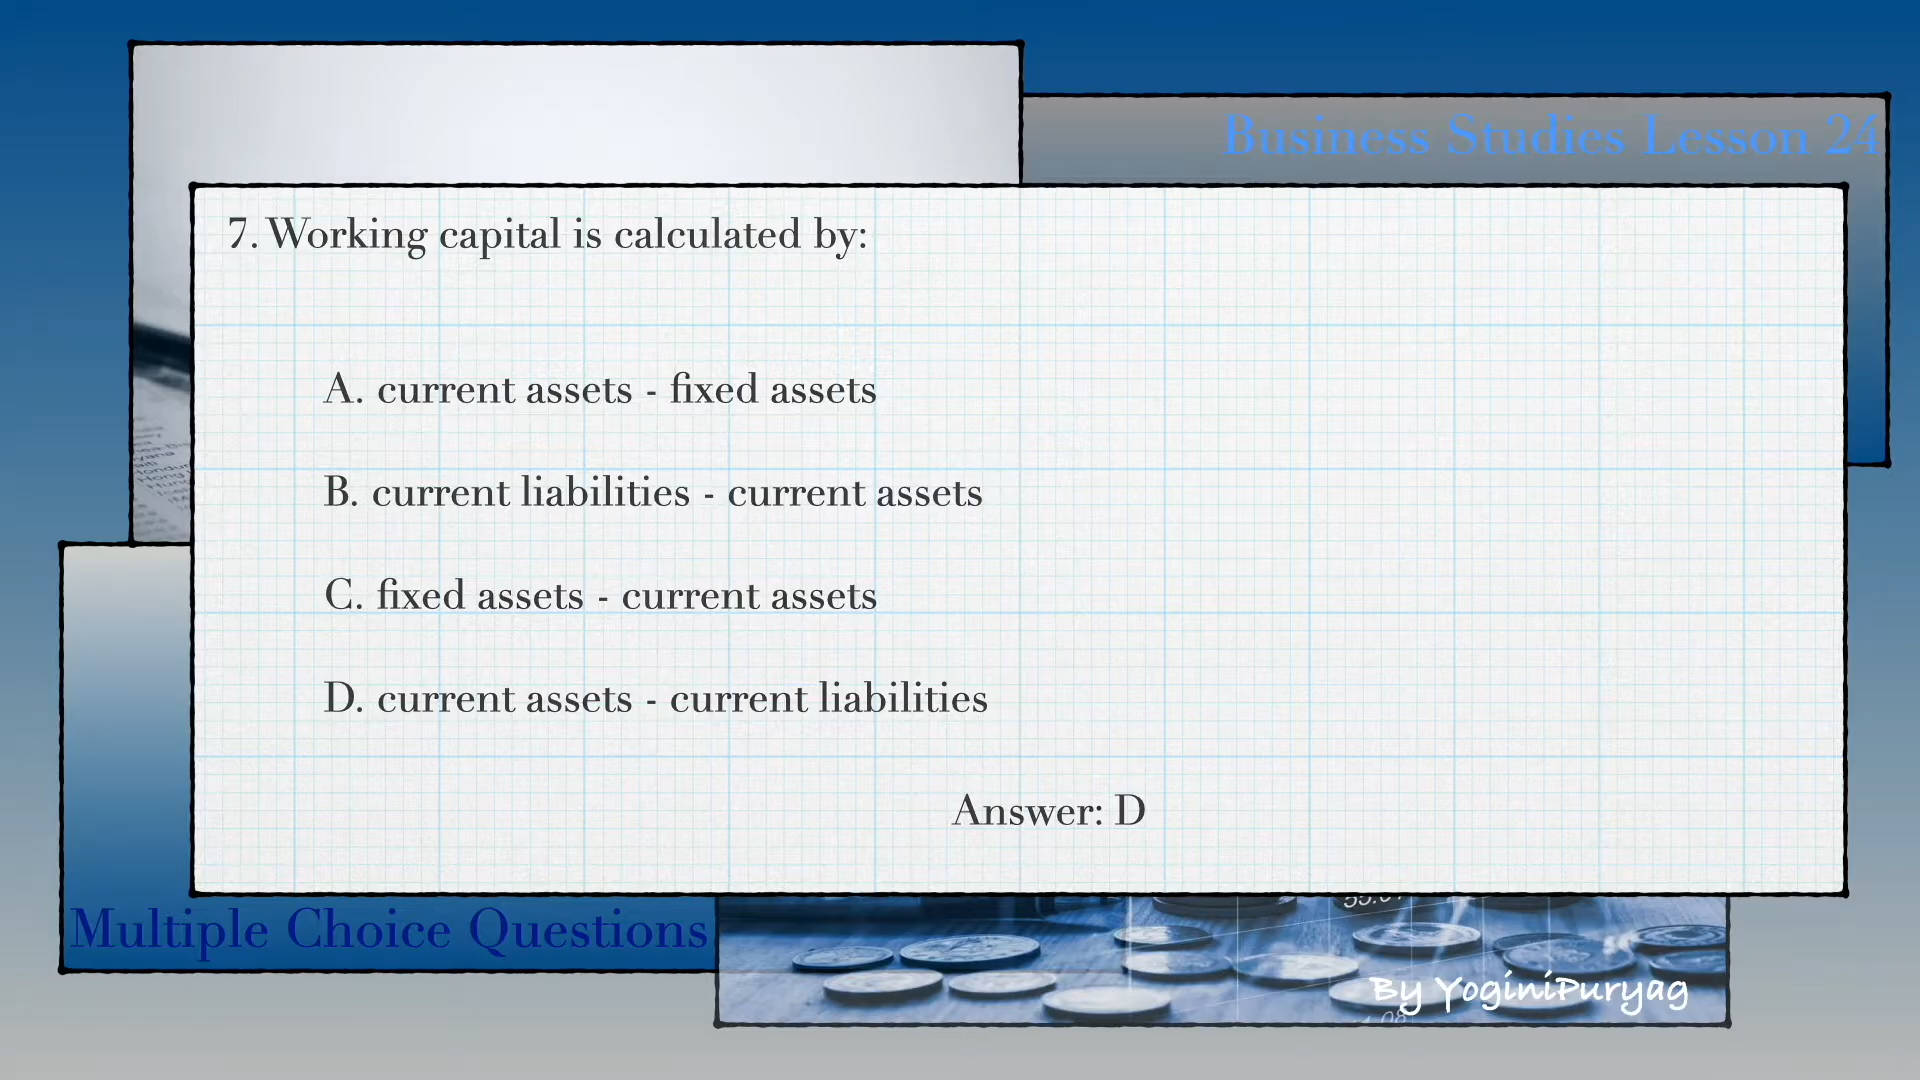 Business Studies Lesson 24
7. Working capital is calculated by:
A. current assets - fixed assets
B. current liabilities - current assets
C. fixed assets - current assets
D. current assets - current liabilities
Answer: D
Multiple Choice Questions
By YoginiPuryag